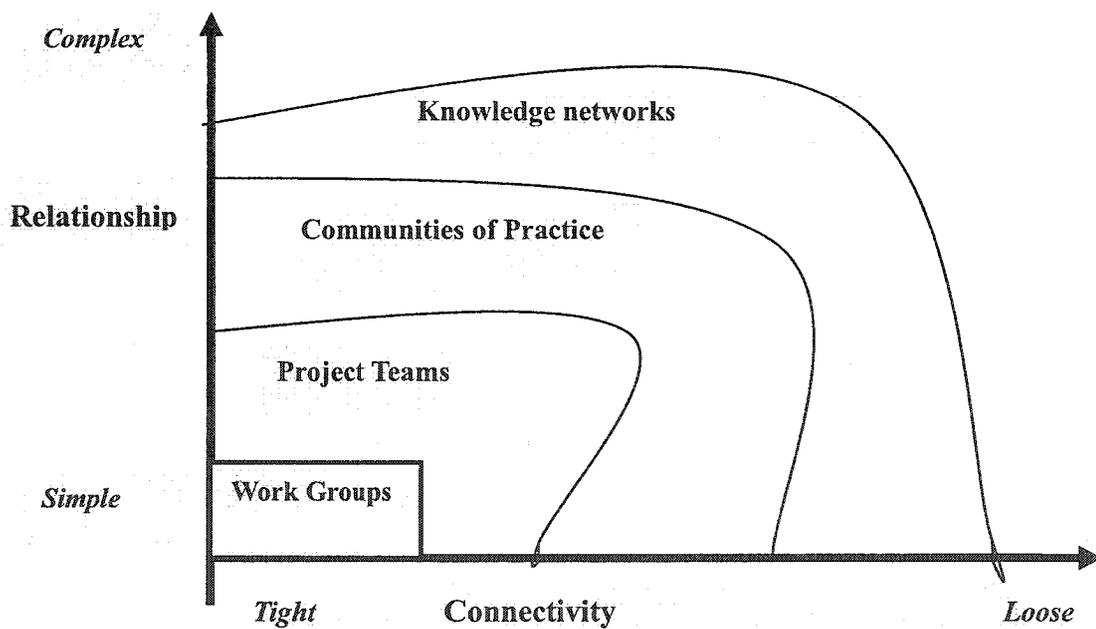 Complex
Knowledge networks
Relationship
Communities of Practice
Project Teams
Simple
Work Groups
Tight
Connectivity
Loose